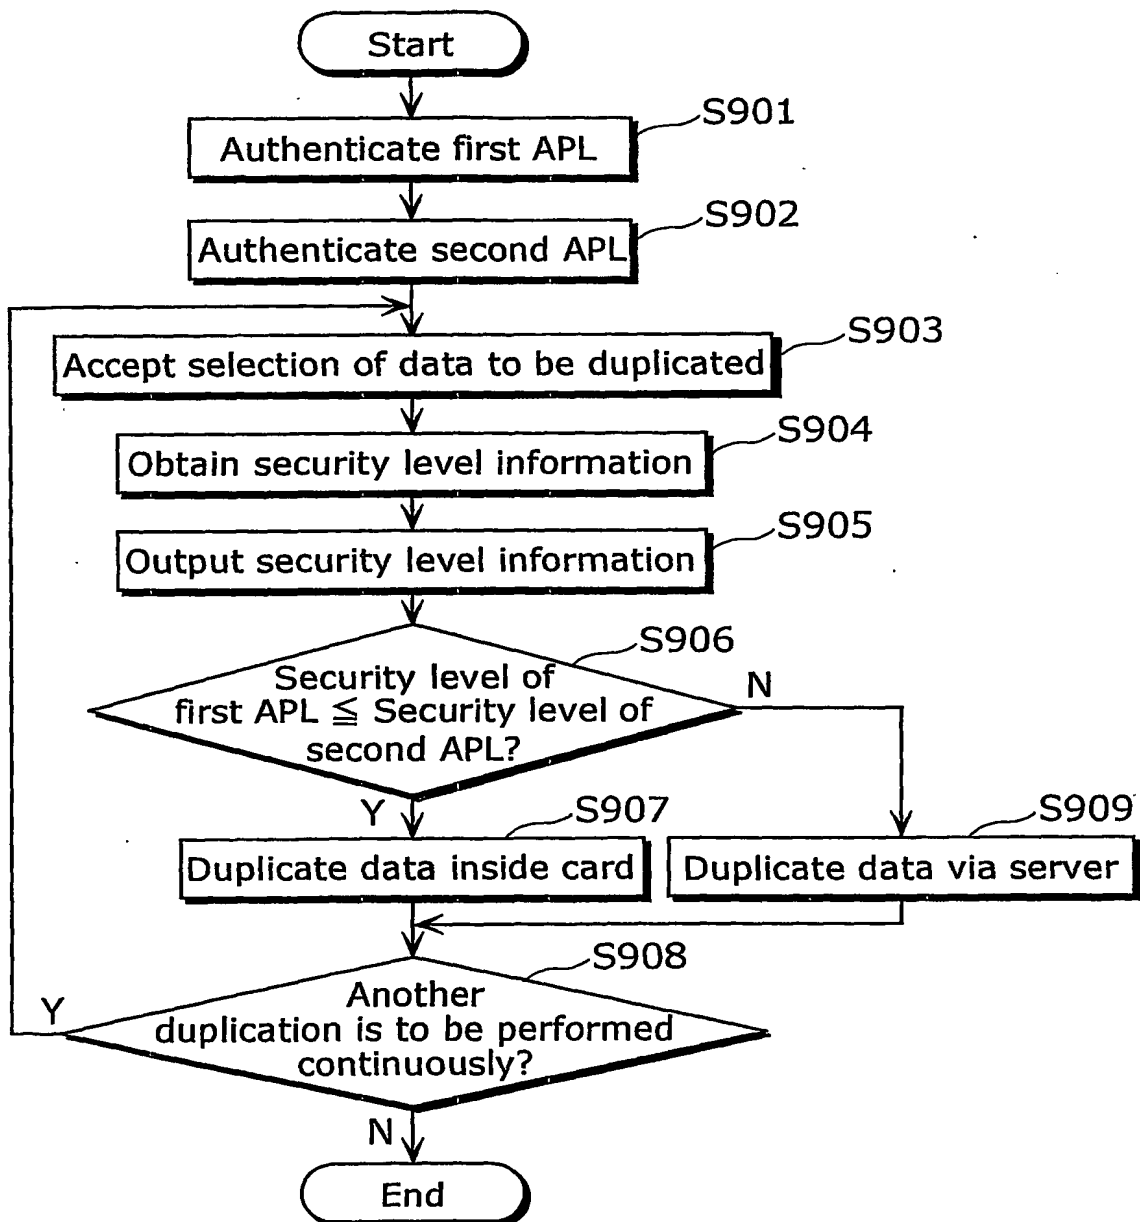 Start
S901
Authenticate first APL
S902
Authenticate second APL
S903
Accept selection of data to be duplicated
S904
Obtain security level information
S905
Output security level information
S906
Security level of
first APL ≦ Security level of
second APL?
N
Y
S907
Duplicate data inside card
S909
Duplicate data via server
S908
Another
duplication is to be performed
continuously?
Y
N
End